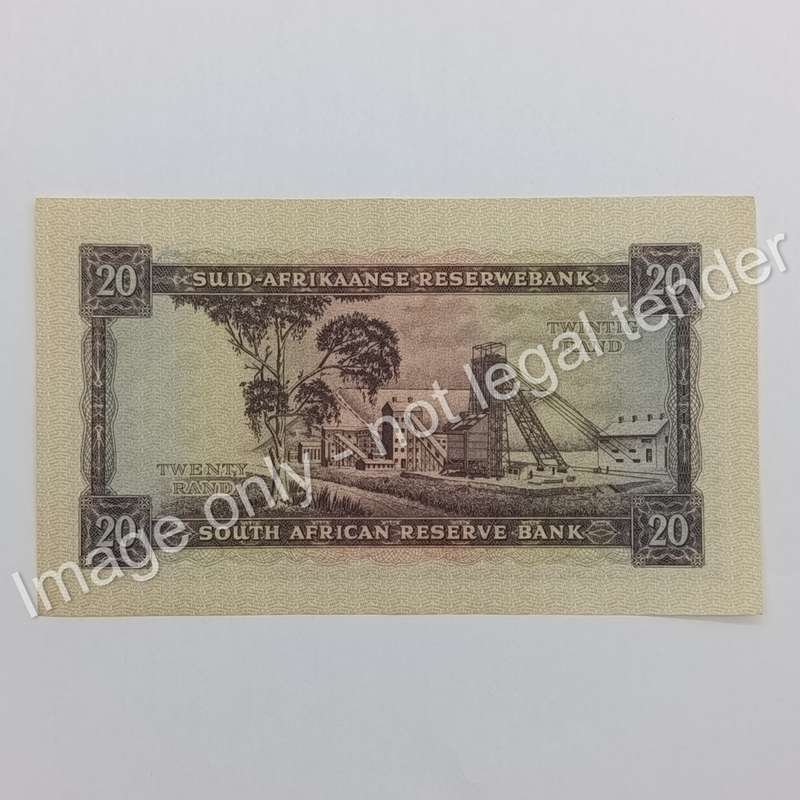 20 SUID-AFRIKAANSE RESERWEBANK 20
TWINTIG
RAND
TWENTY
RAND
20 SOUTH AFRICAN RESERVE BANK 20
Image only - not legal tender